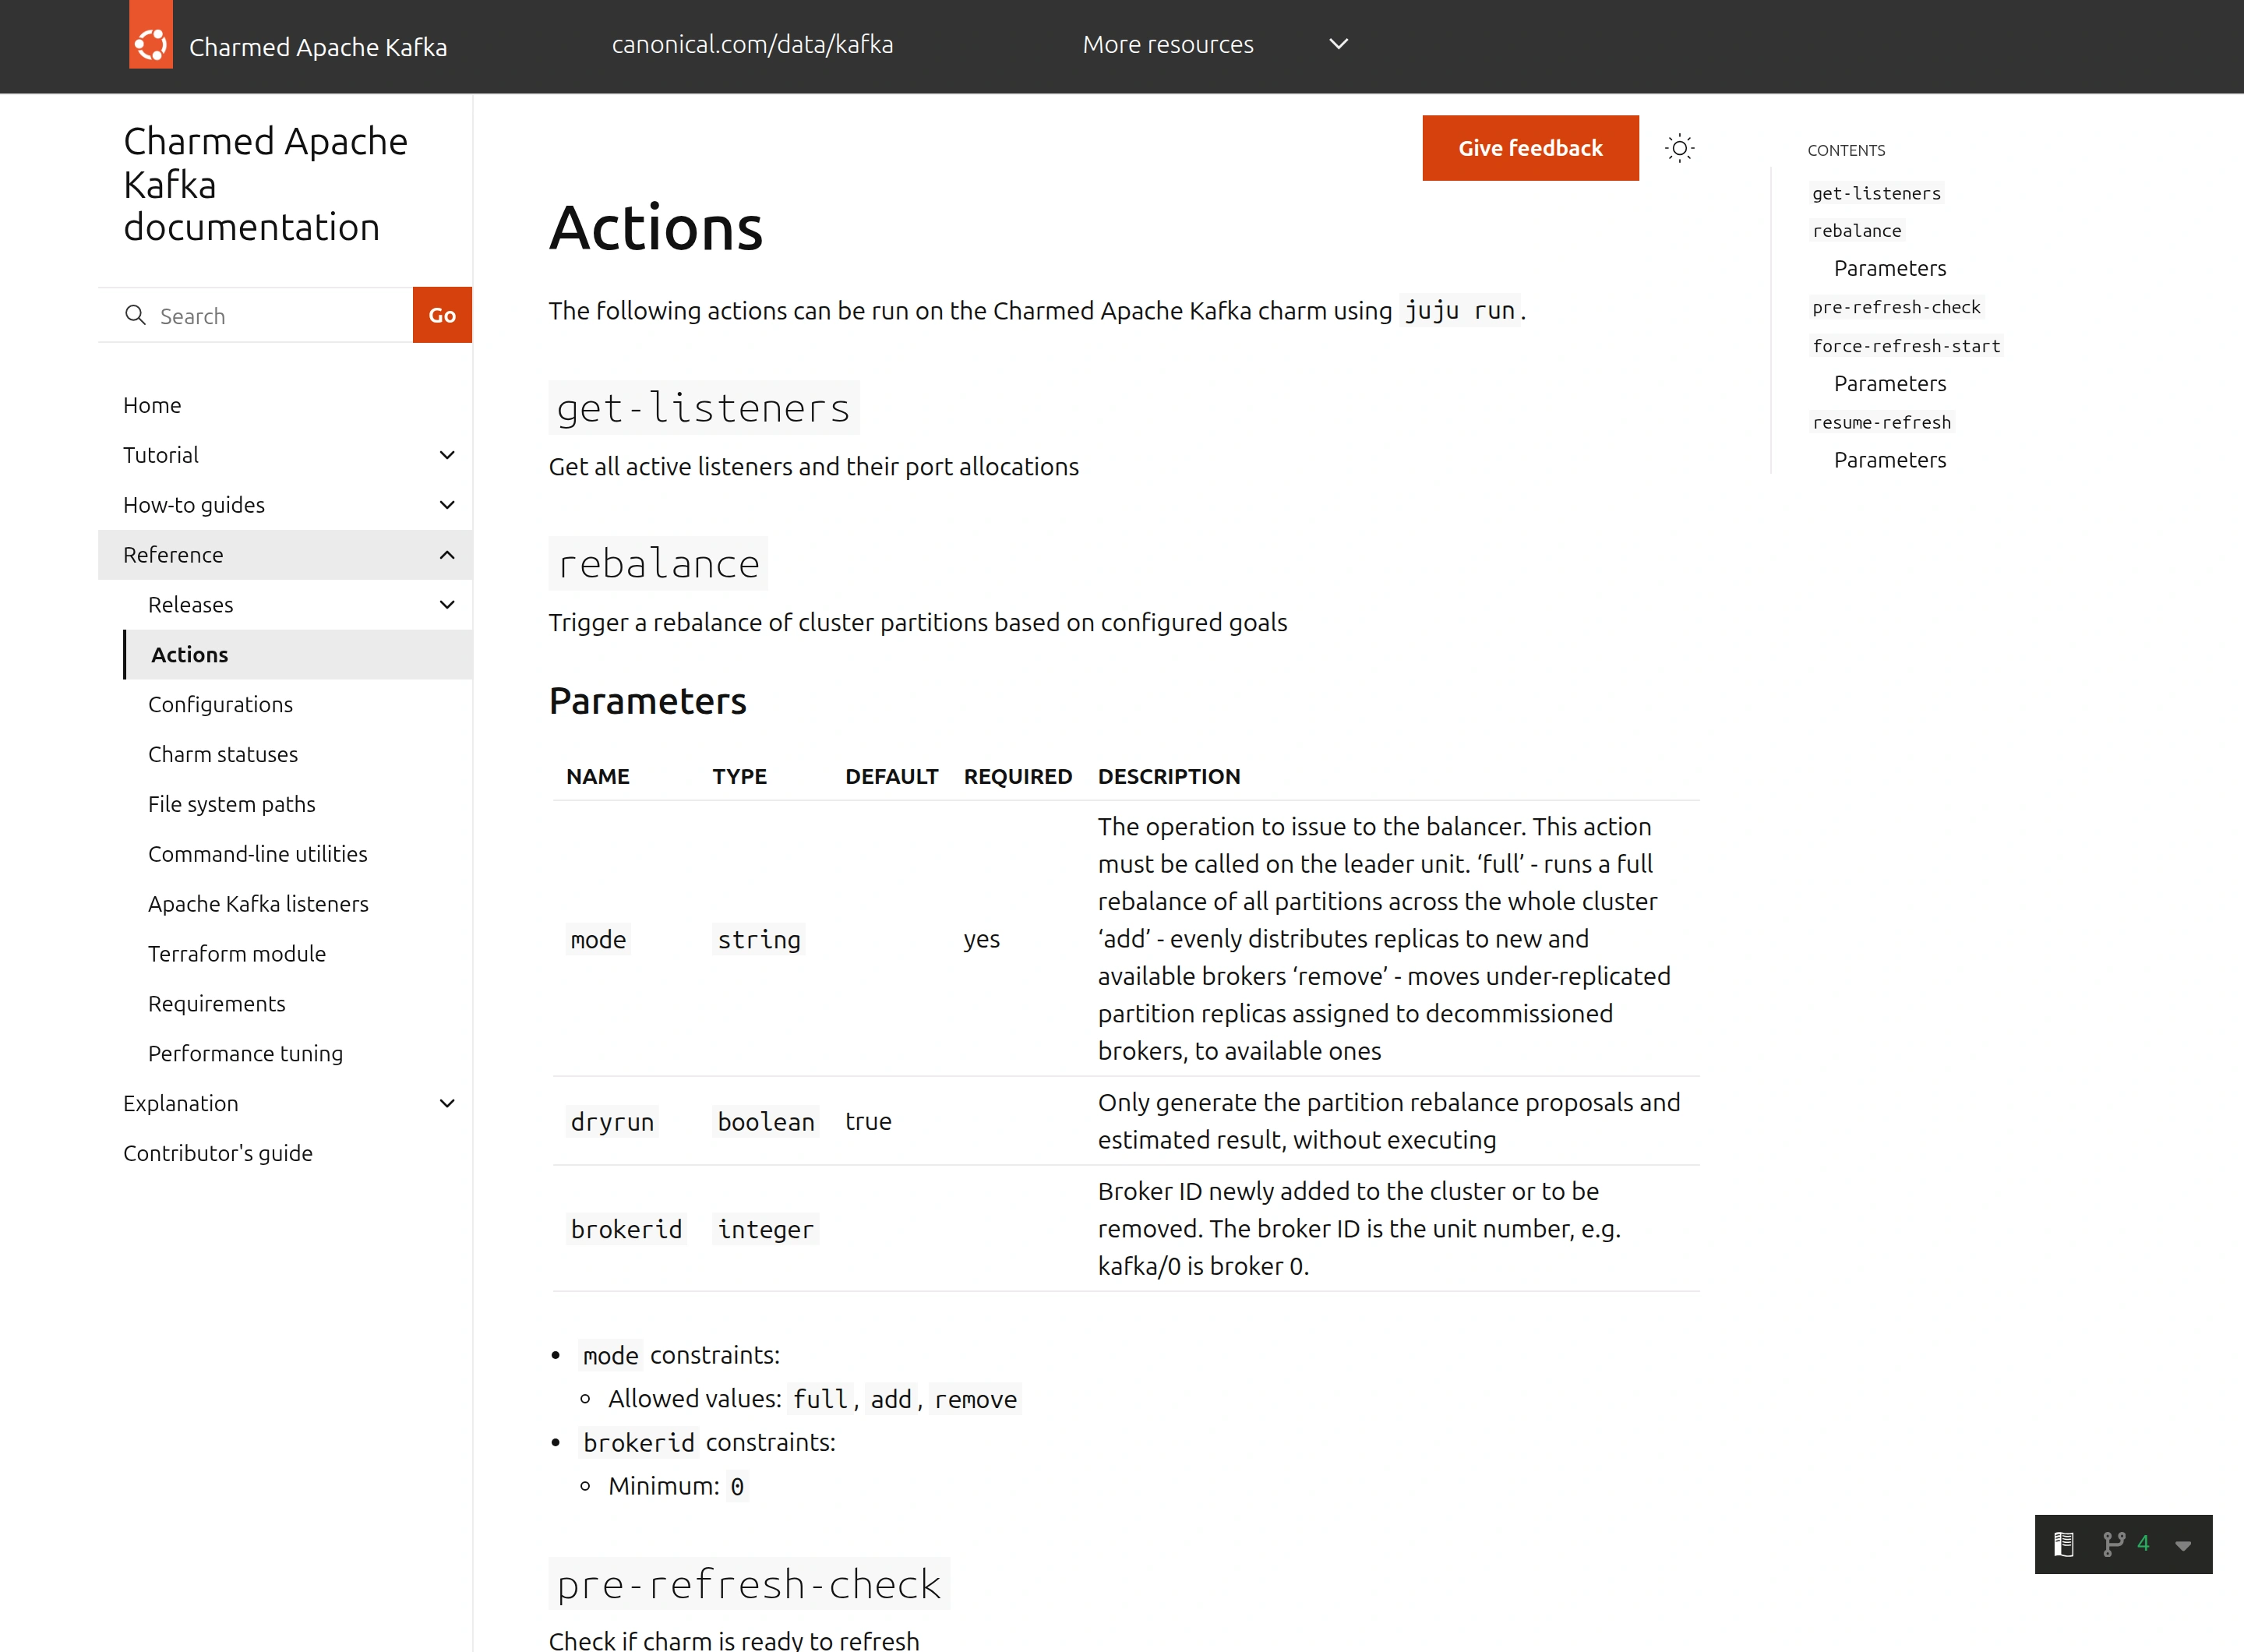 Charmed Apache Kafka
canonical.com/data/kafka
More resources
Charmed Apache
Kafka
documentation
Search
Go
Home
Tutorial
How-to guides
Reference
Releases
Actions
Configurations
Charm statuses
File system paths
Command-line utilities
Apache Kafka listeners
Terraform module
Requirements
Performance tuning
Explanation
Contributor's guide
Give feedback
Actions
The following actions can be run on the Charmed Apache Kafka charm using juju run.
get-listeners
Get all active listeners and their port allocations
rebalance
Trigger a rebalance of cluster partitions based on configured goals
Parameters
NAME TYPE DEFAULT REQUIRED DESCRIPTION
mode string yes
The operation to issue to the balancer. This action
must be called on the leader unit. ‘full’ - runs a full
rebalance of all partitions across the whole cluster
‘add’ - evenly distributes replicas to new and
available brokers ‘remove’ - moves under-replicated
partition replicas assigned to decommissioned
brokers, to available ones
dryrun boolean true
Only generate the partition rebalance proposals and
estimated result, without executing
brokerid integer
Broker ID newly added to the cluster or to be
removed. The broker ID is the unit number, e.g.
kafka/0 is broker 0.
mode constraints:
Allowed values: full, add, remove
brokerid constraints:
Minimum: 0
pre-refresh-check
Check if charm is ready to refresh
CONTENTS
get-listeners
rebalance
Parameters
pre-refresh-check
force-refresh-start
Parameters
resume-refresh
Parameters
4